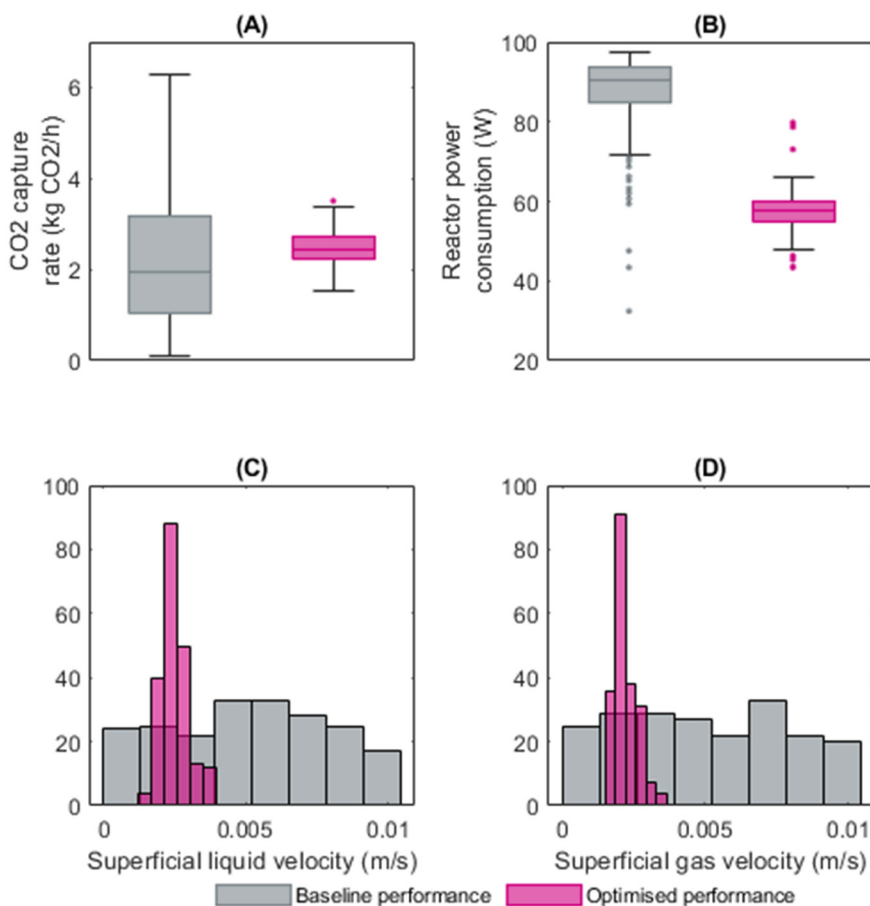 (A)
CO2 capture
rate (kg CO2/h)
6
4
2
0
(B)
Reactor power
consumption (W)
100
80
60
40
20
(C)
100
80
60
40
20
0
0 0.005 0.01
Superficial liquid velocity (m/s)
(D)
100
80
60
40
20
0
0 0.005 0.01
Superficial gas velocity (m/s)
Baseline performance
Optimised performance